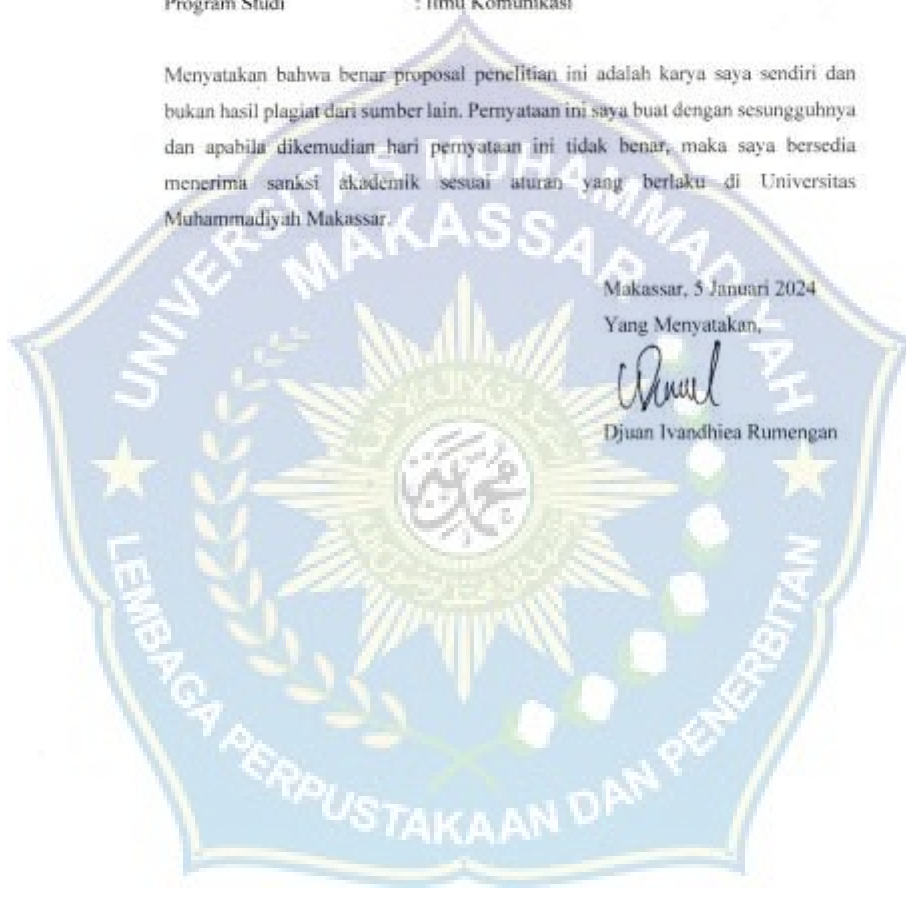 Program Studi : Ilmu Komunikasi
Menyatakan bahwa benar proposal penelitian ini adalah karya saya sendiri dan
bukan hasil plagiat dari sumber lain. Pernyataan ini saya buat dengan sesungguhnya
dan apabila dikemudian hari pernyataan ini tidak benar, maka saya bersedia
menerima sanksi akademik sesuai aturan yang berlaku di Universitas
Muhammadiyah Makassar.
Makassar, 5 Januari 2024
Yang Menyatakan,
Djuan Ivandhiea Rumengan
UNIVERSITAS MUHAMMADIYAH
MAKASSAR
LEMBAGA PERPUSTAKAAN DAN PENERBITAN
محمدية